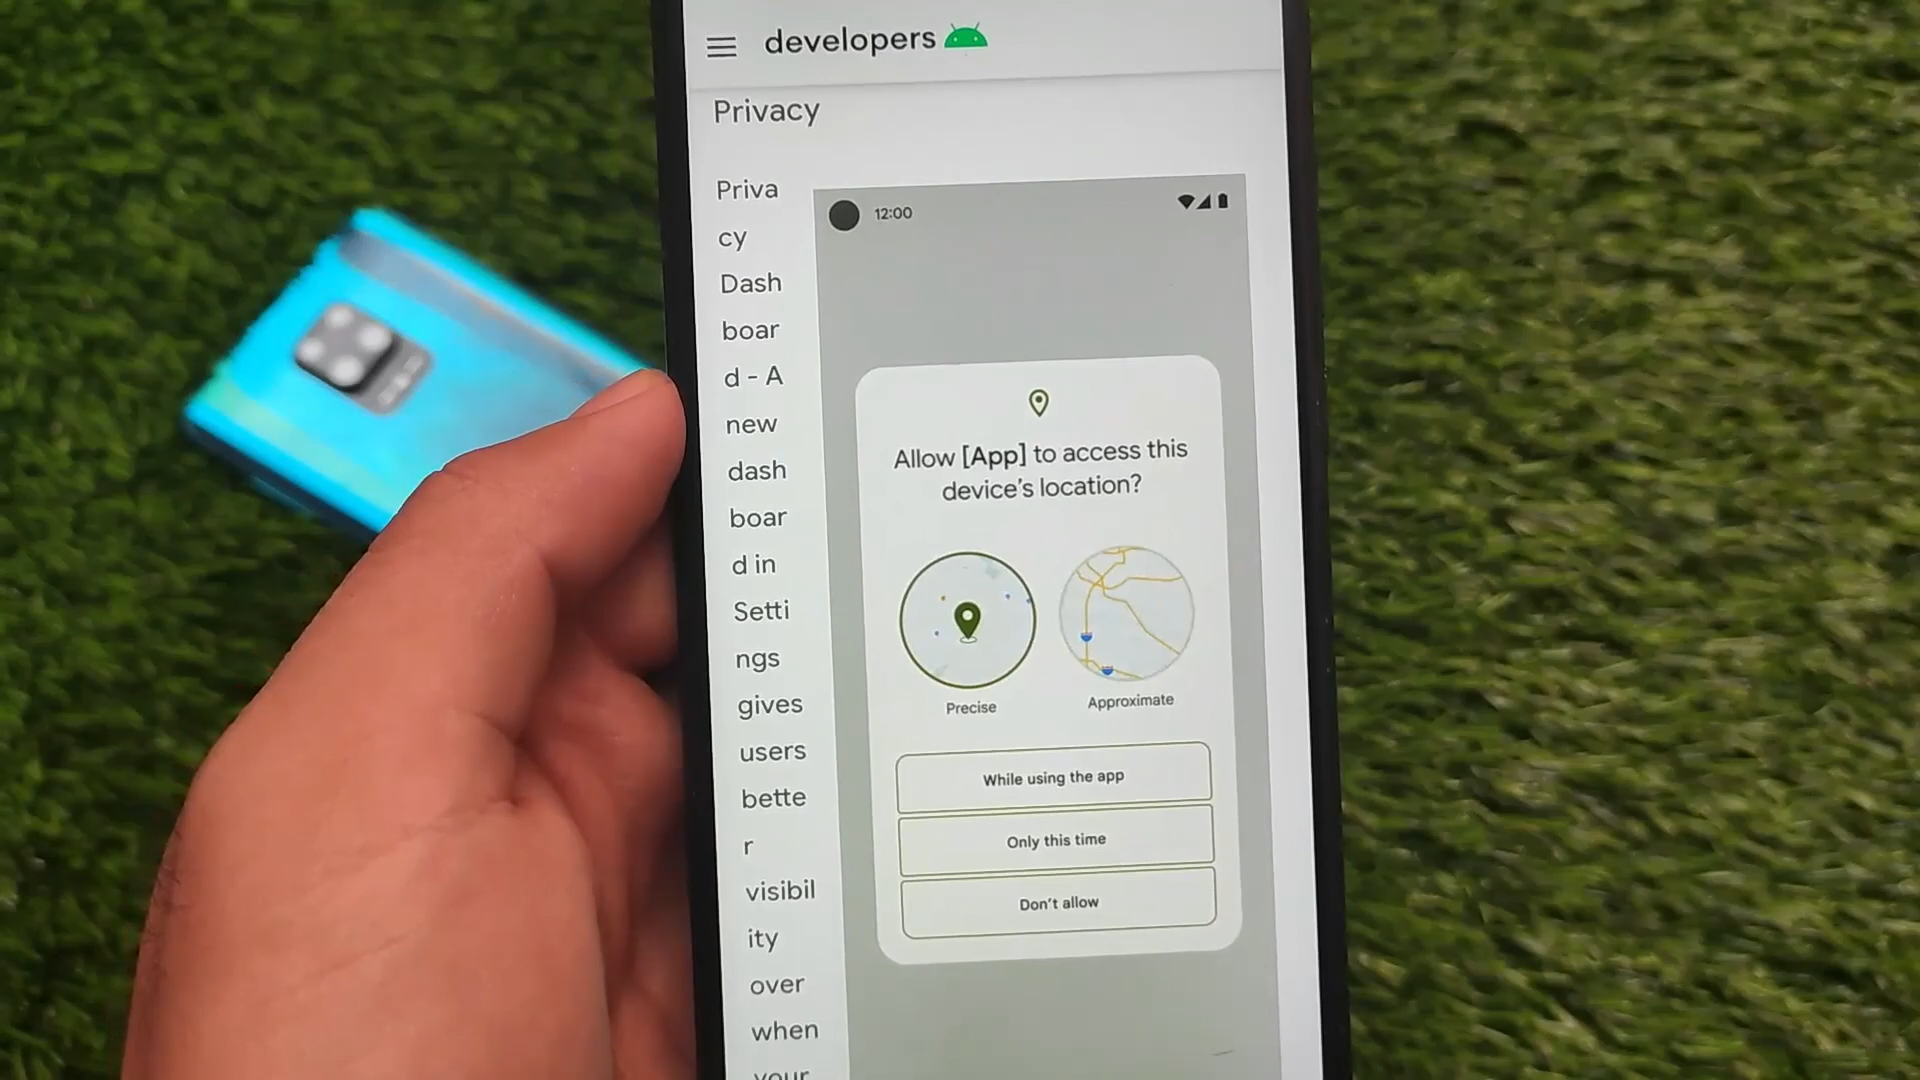 developers
Privacy
Priva
cy
Dash
boar
d - A
new
dash
boar
d in
Setti
ngs
gives
users
bette
r
visibil
ity
over
when
your
12:00
Allow [App] to access this
device's location?
Precise
Approximate
While using the app
Only this time
Don't allow